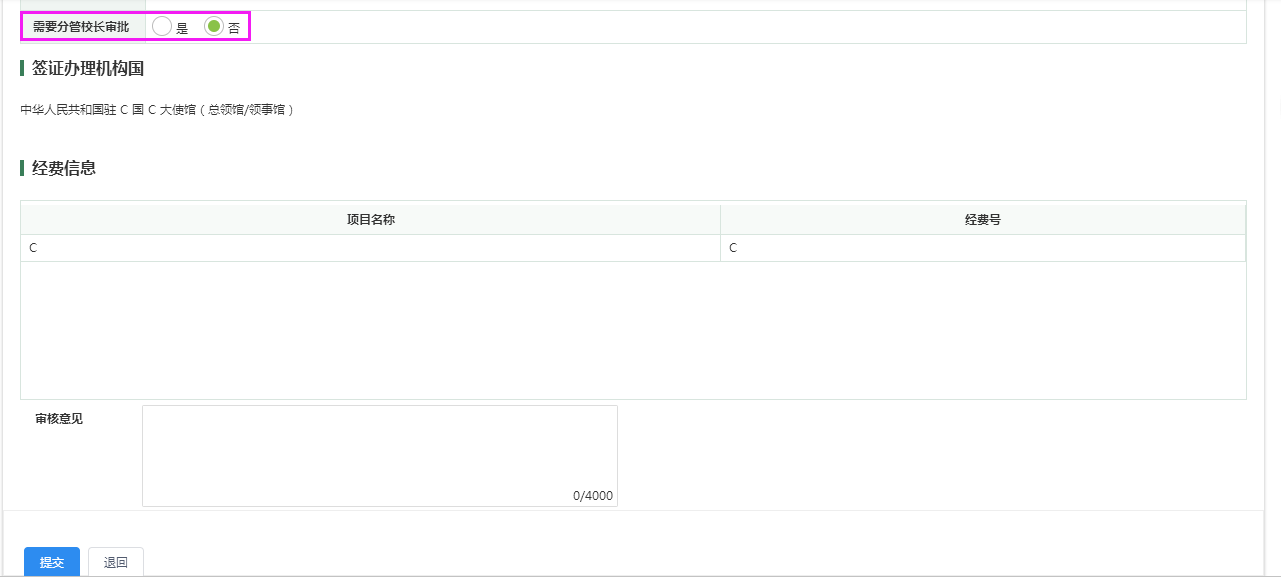 需要分管校长审批 是 否
签证办理机构国
中华人民共和国驻 C 国 C 大使馆（总领馆/领事馆）
经费信息
项目名称 经费号
C C
审核意见
0/4000
提交 退回